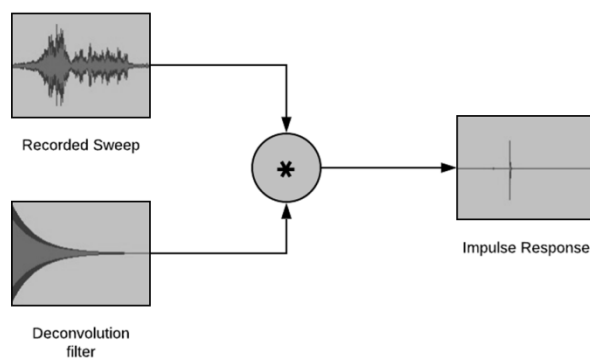 Recorded Sweep
*
Impulse Response
Deconvolution
filter